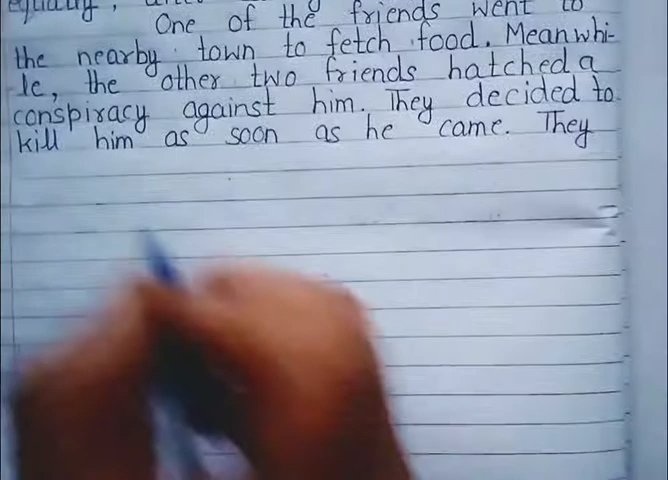 equally,
One of the friends went to
the nearby town to fetch food. Meanwhi-
le, the other two friends hatched a
conspiracy against him. They decided to
kill him as soon as he came. They